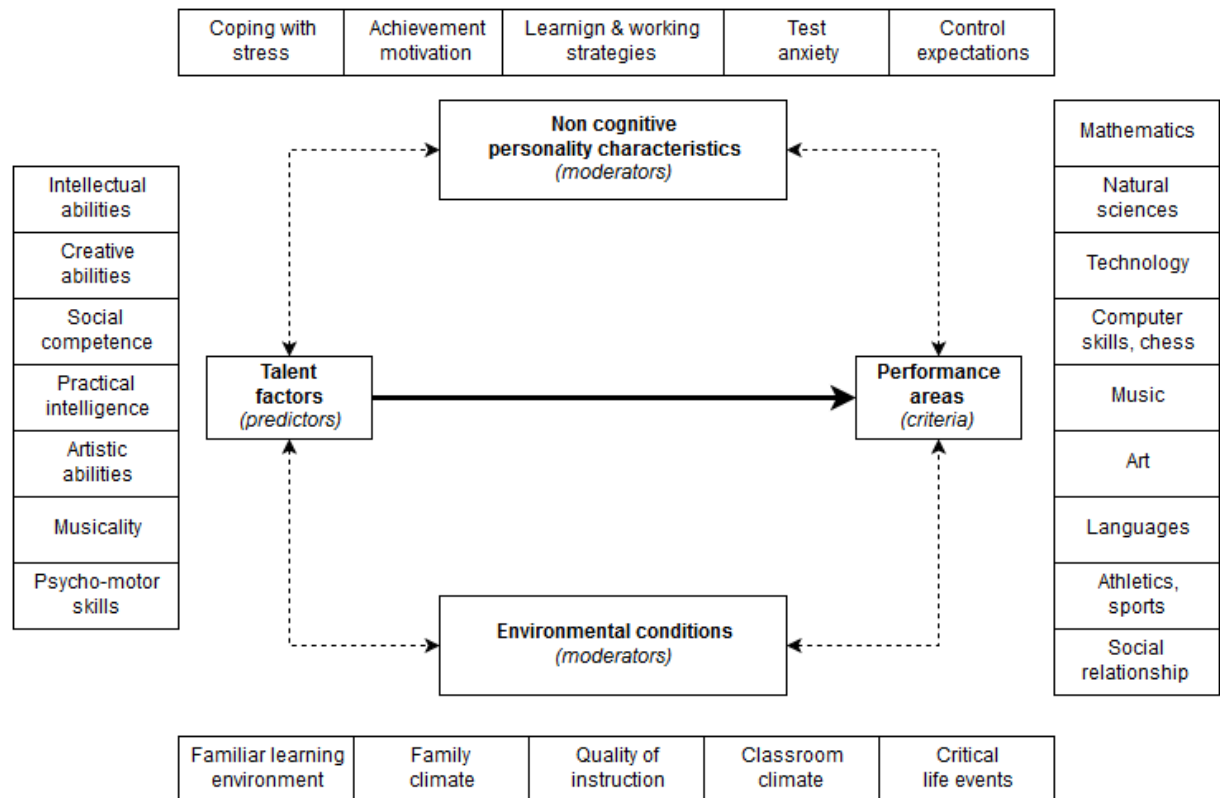 Coping with
stress
Achievement
motivation
Learnign & working
strategies
Test
anxiety
Control
expectations
Non cognitive
personality characteristics
(moderators)
Intellectual
abilities
Creative
abilities
Social
competence
Practical
intelligence
Artistic
abilities
Musicality
Psycho-motor
skills
Talent
factors
(predictors)
Performance
areas
(criteria)
Mathematics
Natural
sciences
Technology
Computer
skills, chess
Music
Art
Languages
Athletics,
sports
Social
relationship
Environmental conditions
(moderators)
Familiar learning
environment
Family
climate
Quality of
instruction
Classroom
climate
Critical
life events